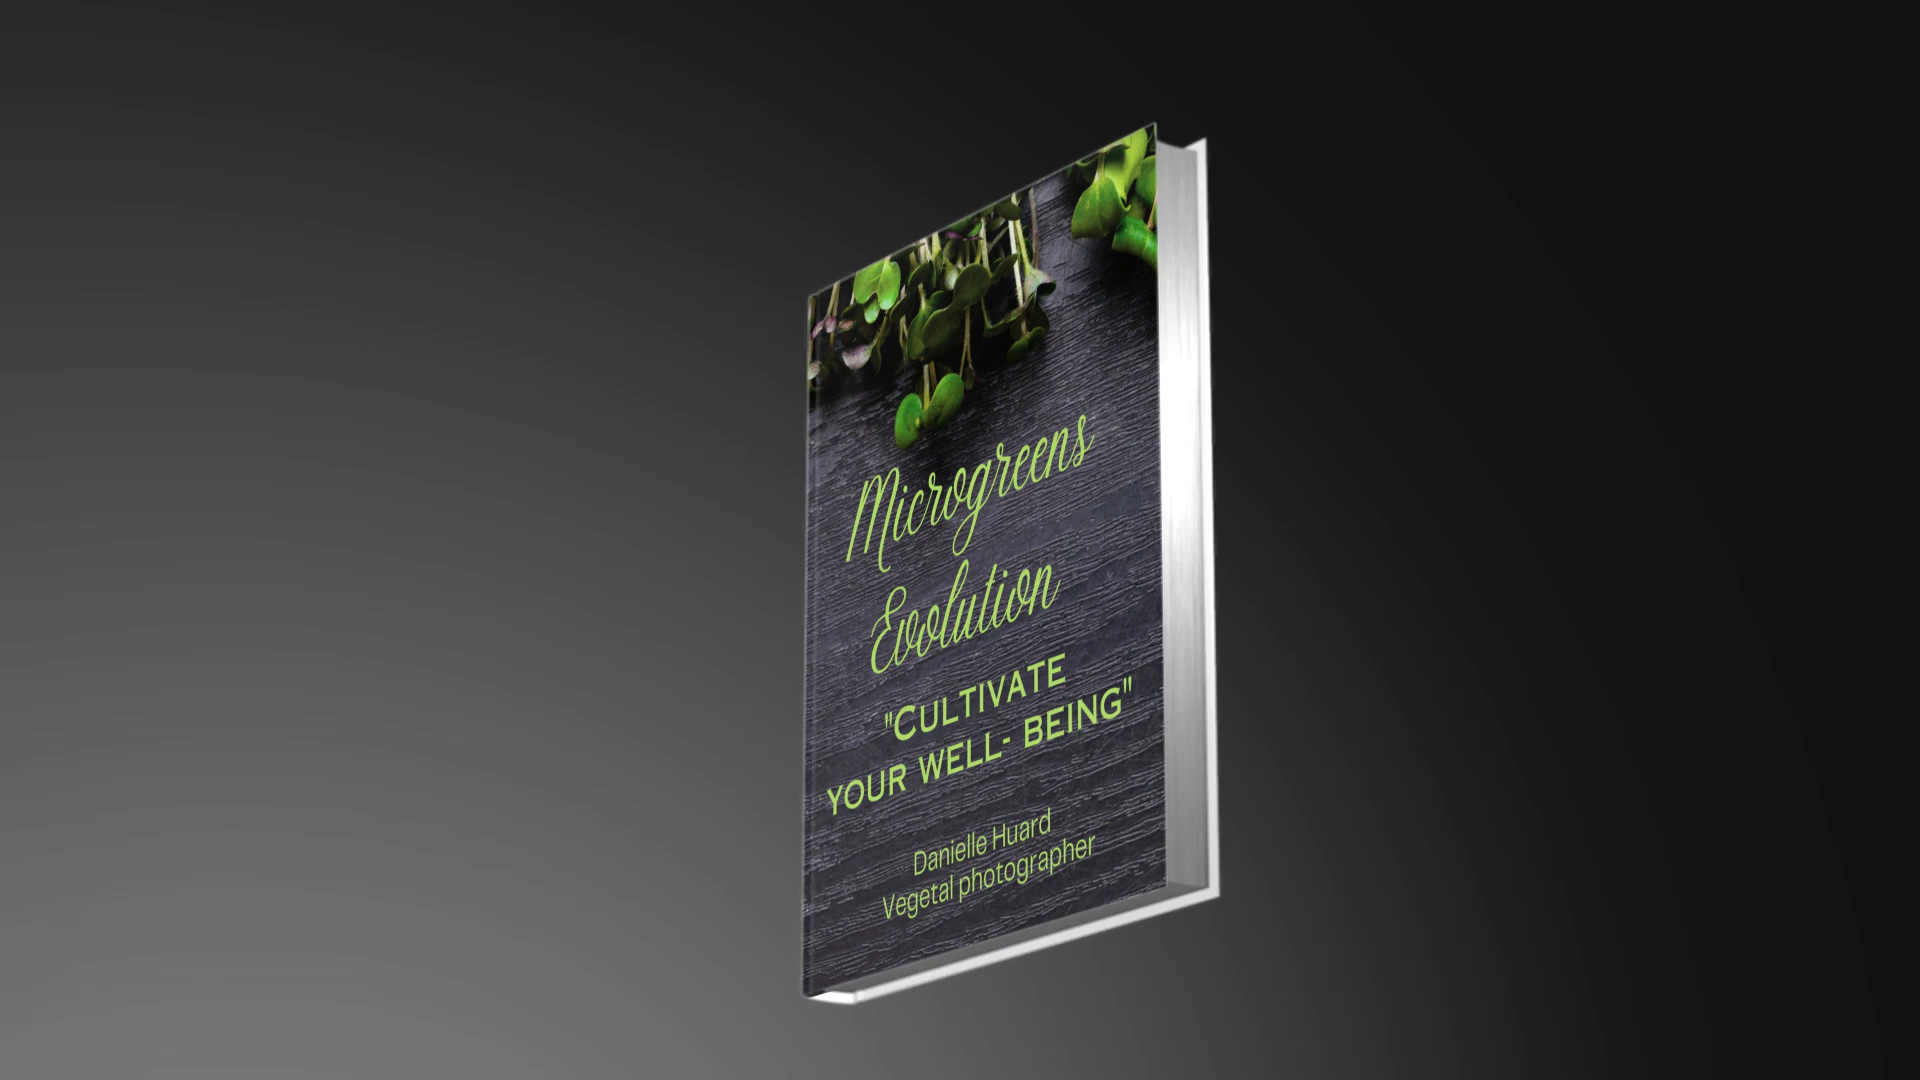 Microgreens
Evolution
"CULTIVATE
YOUR WELL- BEING"
Danielle Huard
Vegetal photographer